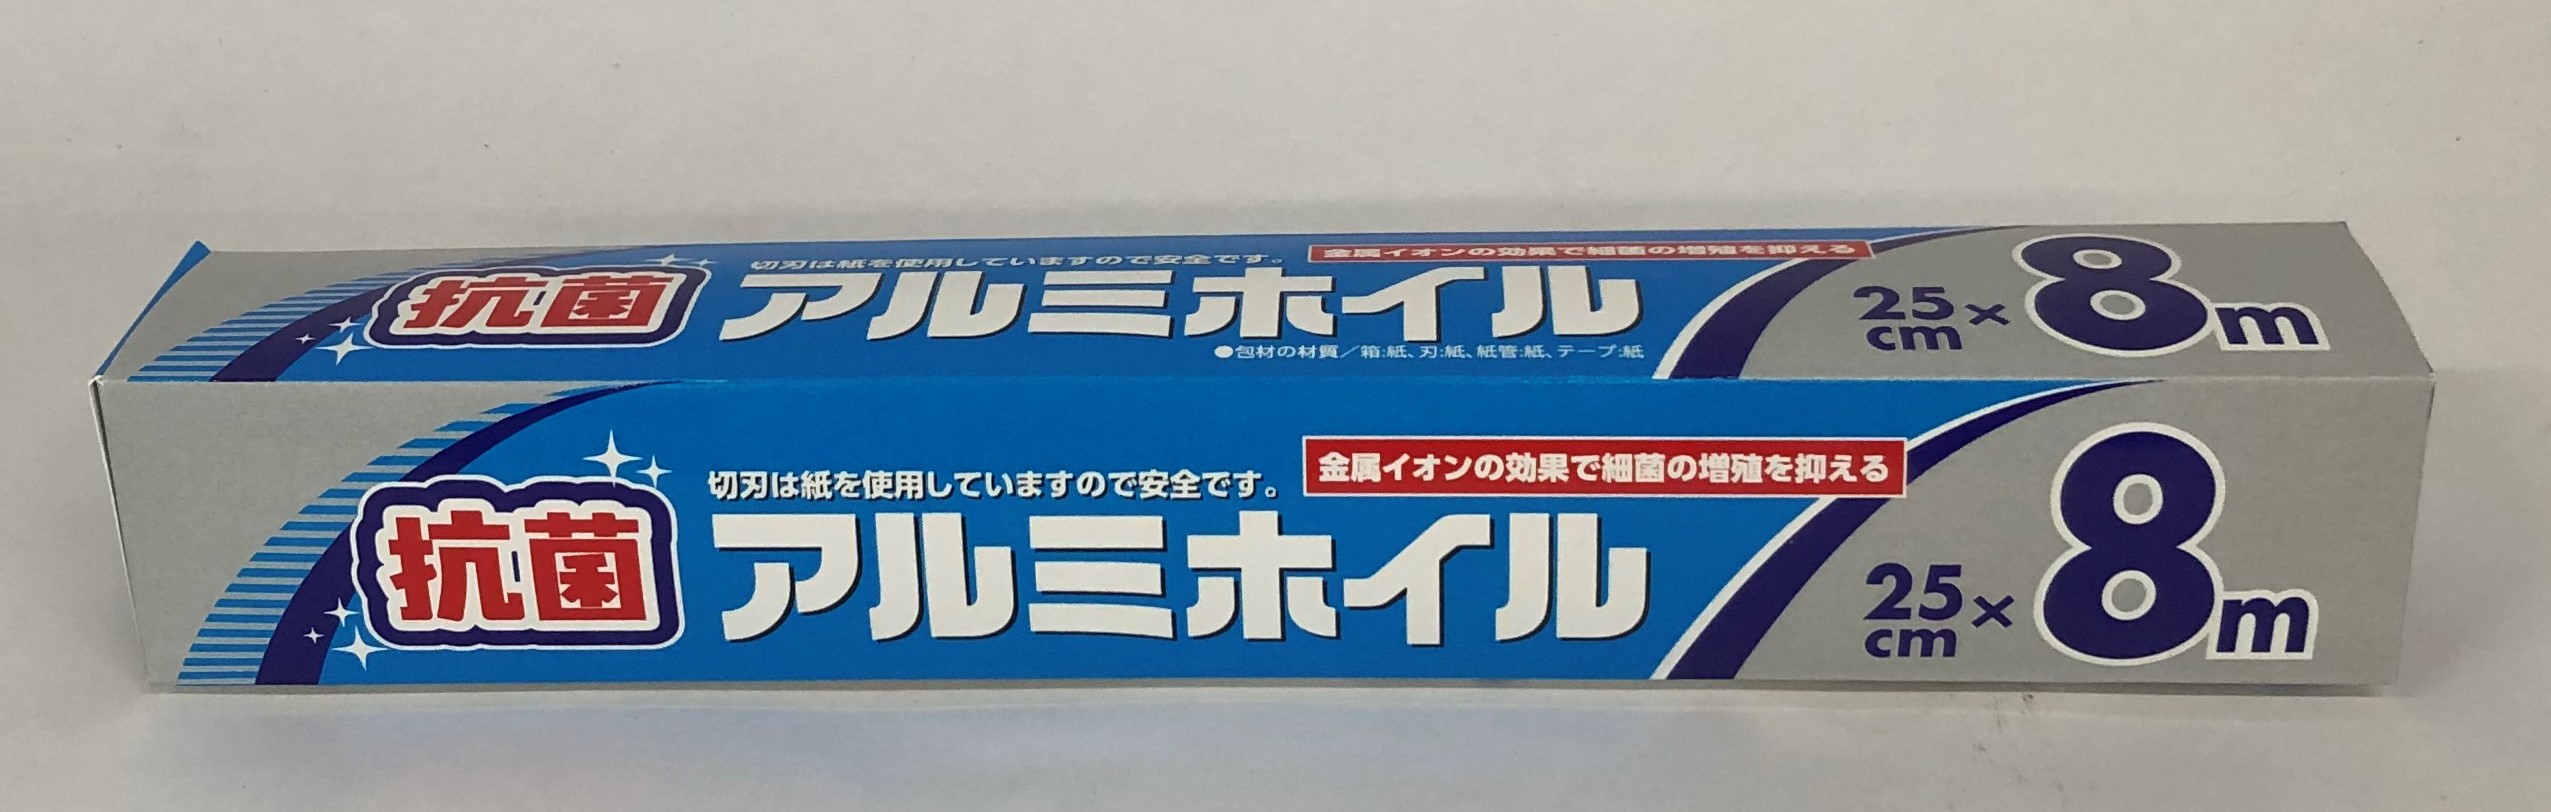 切刃は紙を使用していますので安全です。
金属イオンの効果で細菌の増殖を抑える
抗菌
アルミホイル
25cm×8m
●包材の材質／箱:紙、刃:紙、紙管:紙、テープ:紙
切刃は紙を使用していますので安全です。
金属イオンの効果で細菌の増殖を抑える
抗菌
アルミホイル
25cm×8m